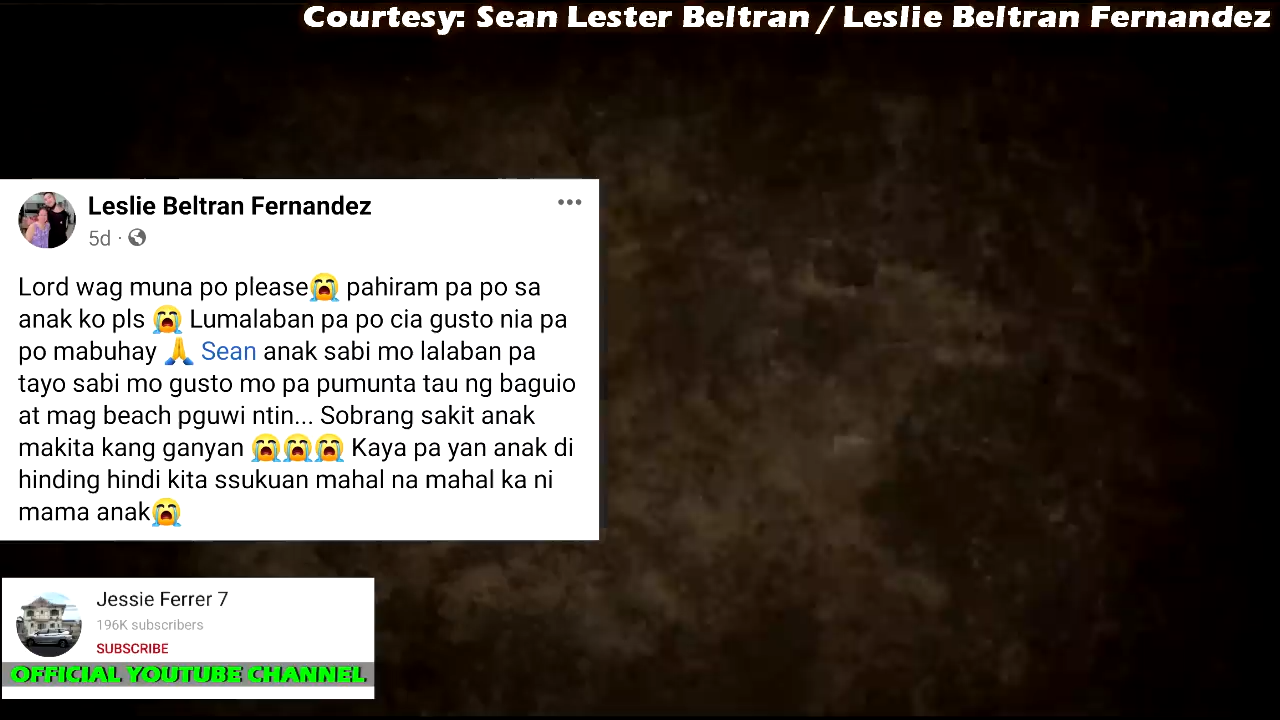 Courtesy: Sean Lester Beltran / Leslie Beltran Fernandez
Leslie Beltran Fernandez
5d ·
Lord wag muna po please😭 pahiram pa po sa
anak ko pls 😭 Lumalaban pa po cia gusto nia pa
po mabuhay 🙏 Sean anak sabi mo lalaban pa
tayo sabi mo gusto mo pa pumunta tau ng baguio
at mag beach pguwi ntin... Sobrang sakit anak
makita kang ganyan 😭😭😭 Kaya pa yan anak di
hinding hindi kita ssukuan mahal na mahal ka ni
mama anak😭
Jessie Ferrer 7
196K subscribers
SUBSCRIBE
OFFICIAL YOUTUBE CHANNEL